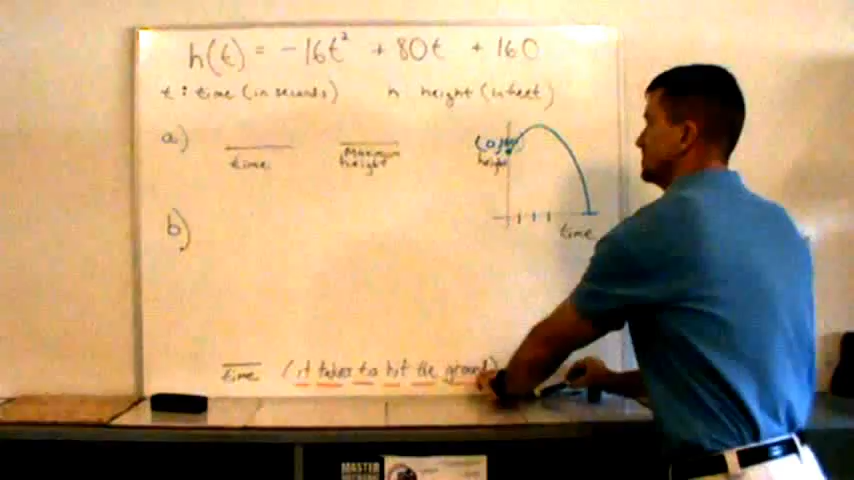 h(t) = -16t² + 80t + 160
t : time (in seconds) h height (in feet)
a)
time
Maximum
height
height
time
b)
time (it takes to hit the ground)
MASTER